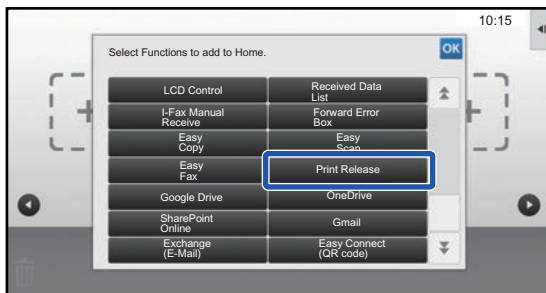 10:15
Select Functions to add to Home.
OK
LCD Control
Received Data
List
I-Fax Manual
Receive
Forward Error
Box
Easy
Copy
Easy
Scan
Easy
Fax
Print Release
Google Drive
OneDrive
SharePoint
Online
Gmail
Exchange
(E-Mail)
Easy Connect
(QR code)